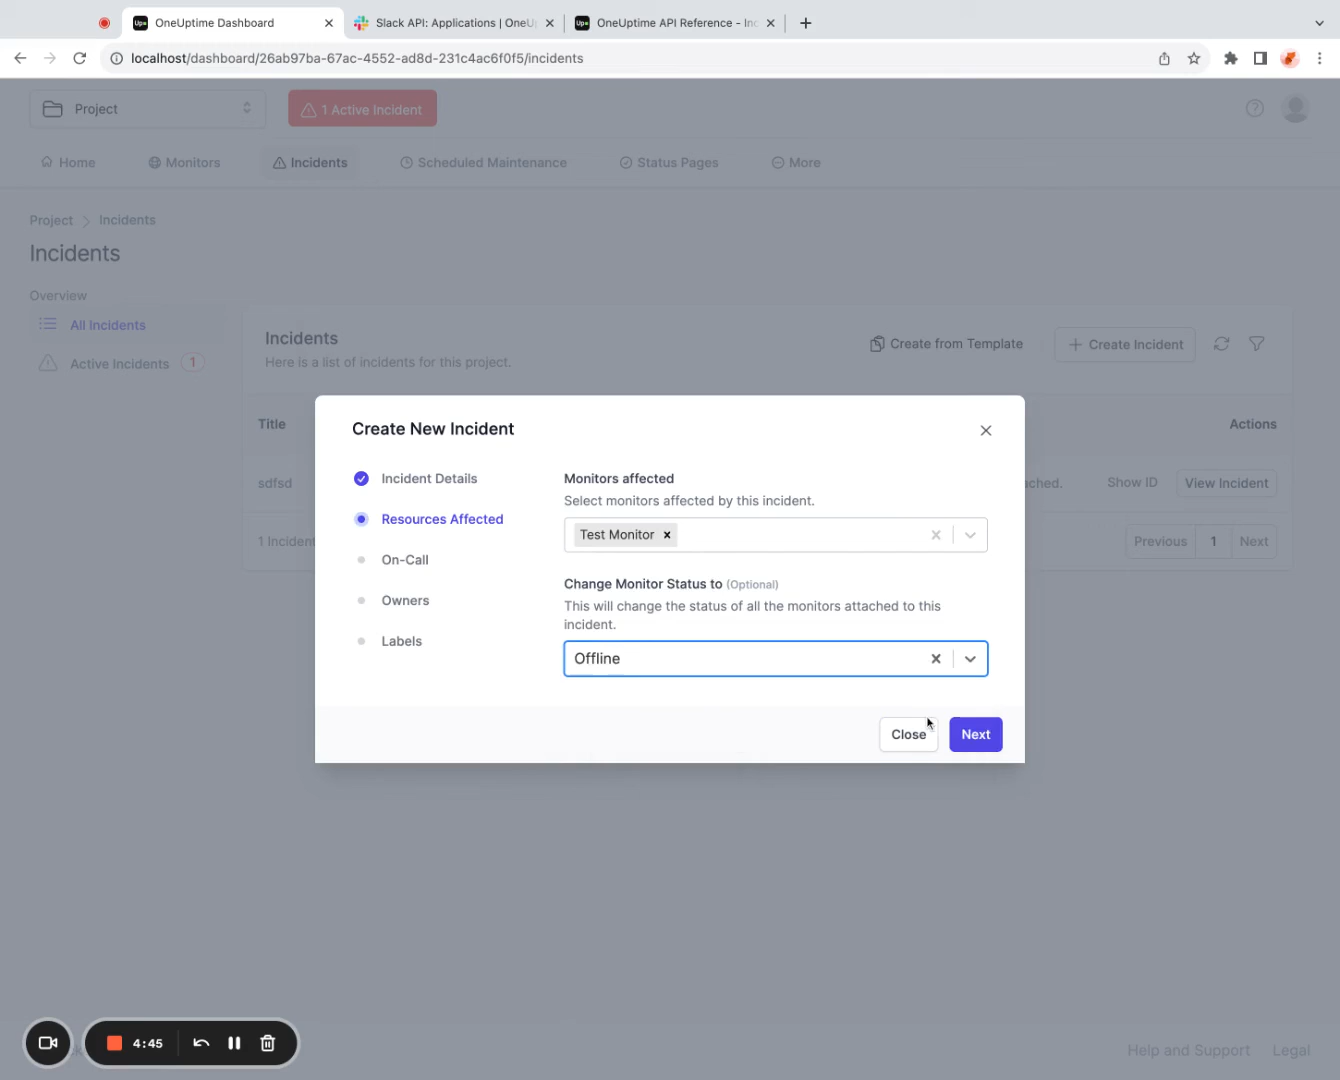 OneUptime Dashboard
Slack API: Applications | OneU
OneUptime API Reference - Inc
localhost/dashboard/26ab97ba-67ac-4552-ad8d-231c4ac6f0f5/incidents
Project
1 Active Incident
Home
Monitors
Incidents
Scheduled Maintenance
Status Pages
More
Project > Incidents
Incidents
Overview
All Incidents
Active Incidents 1
Incidents
Here is a list of incidents for this project.
Create from Template
+ Create Incident
Title
Actions
sdfsd
ched.
Show ID
View Incident
1 Incident
Previous
1
Next
Create New Incident
Incident Details
Resources Affected
On-Call
Owners
Labels
Monitors affected
Select monitors affected by this incident.
Test Monitor
Change Monitor Status to (Optional)
This will change the status of all the monitors attached to this
incident.
Offline
Close
Next
4:45
Help and Support
Legal